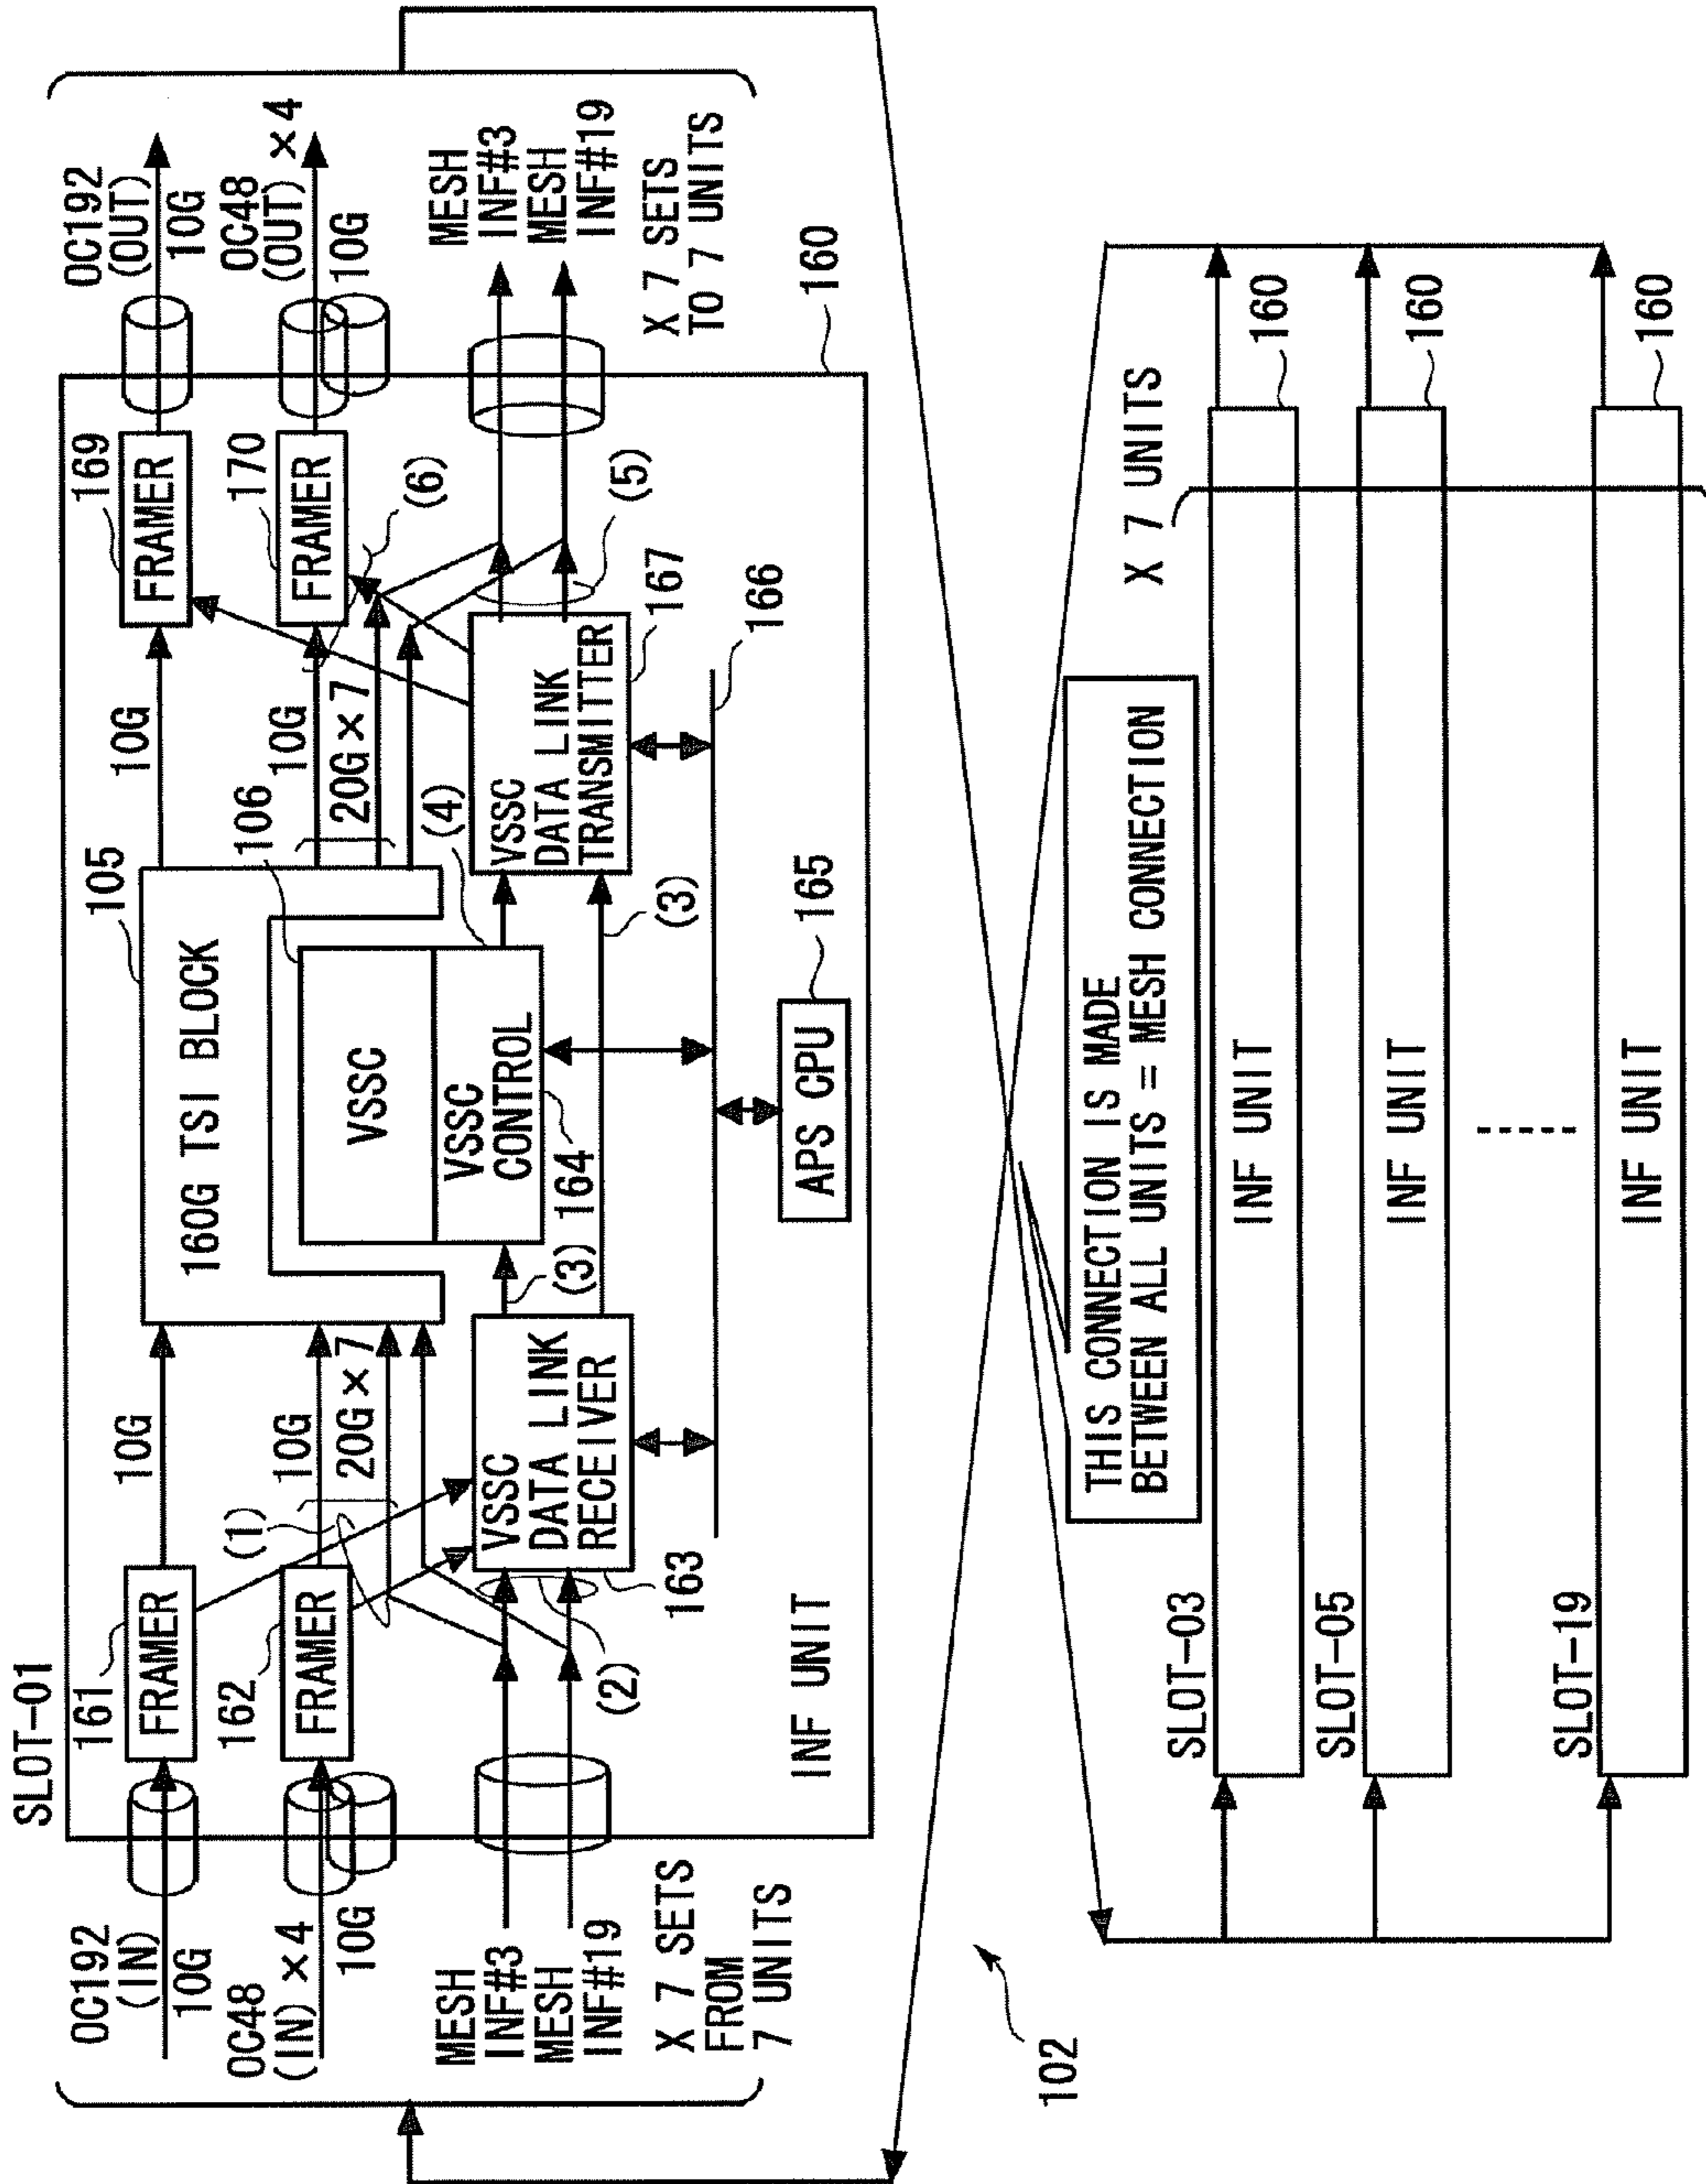 SLOT-01
OC192
(IN)
10G
OC48
(IN) ×4
10G
MESH
INF#3
MESH
INF#19
X 7 SETS
FROM
7 UNITS
161
FRAMER
162
FRAMER
(1)
(2)
10G
10G
20G×7
VSSC
DATA LINK
RECEIVER
163
INF UNIT
105
160G TSI BLOCK
106
VSSC
VSSC
CONTROL
(3)
164
(4)
(3)
APS CPU
165
10G
10G
20G×7
VSSC
DATA LINK
TRANSMITTER
167
166
169
FRAMER
170
FRAMER
(6)
(5)
OC192
(OUT)
10G
OC48
(OUT) ×4
10G
MESH
INF#3
MESH
INF#19
X 7 SETS
TO 7 UNITS
160
102
THIS CONNECTION IS MADE
BETWEEN ALL UNITS = MESH CONNECTION
X 7 UNITS
SLOT-03
INF UNIT
160
SLOT-05
INF UNIT
160
SLOT-19
INF UNIT
160